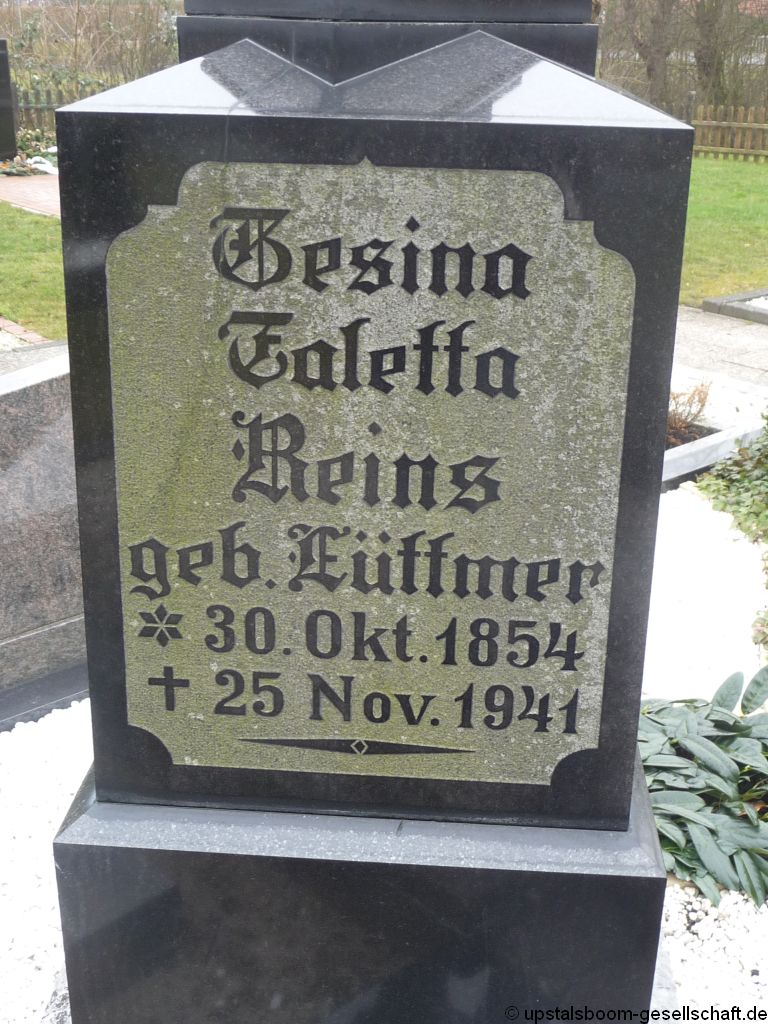 Gesina
Taletta
Reins
geb. Lüttmer
* 30. Okt. 1854
† 25 Nov. 1941
© upstalsboom-gesellschaft.de